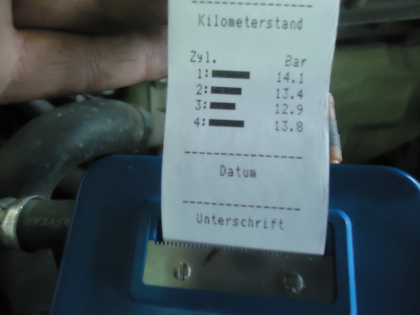 Kilometerstand
Zyl. Bar
1: 14.1
2: 13.4
3: 12.9
4: 13.8
Datum
Unterschrift